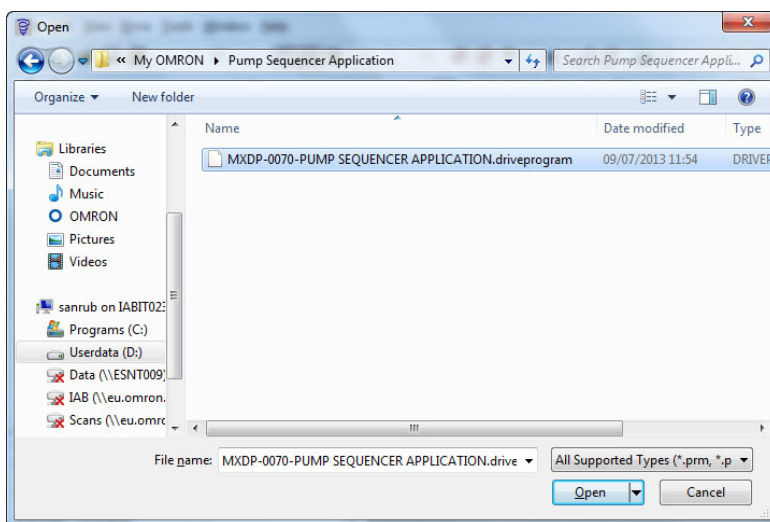 Open
x
« My OMRON ▸ Pump Sequencer Application
Search Pump Sequencer Appli...
Organize
New folder
Name
Date modified
Type
Libraries
Documents
Music
OMRON
Pictures
Videos
sanrub on IABIT023
Programs (C:)
Userdata (D:)
Data (\\ESNT009)
IAB (\\eu.omron.
Scans (\\eu.omro
MXDP-0070-PUMP SEQUENCER APPLICATION.driveprogram 09/07/2013 11:54 DRIVE
File name: MXDP-0070-PUMP SEQUENCER APPLICATION.drive
All Supported Types (*.prm, *.p
Open
Cancel